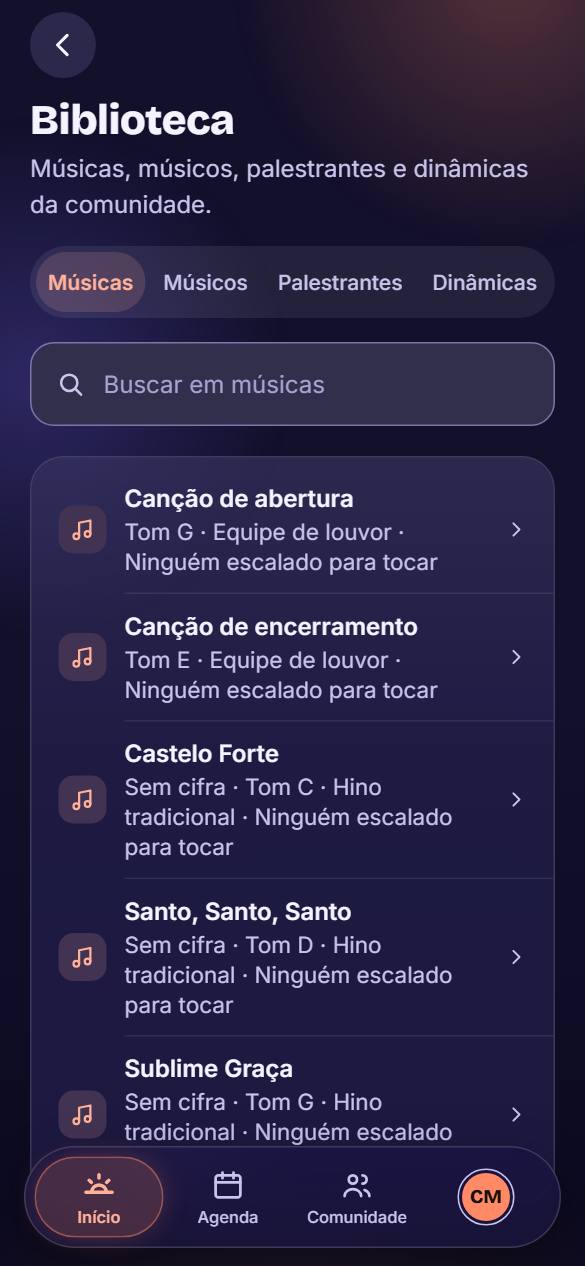 Biblioteca
Músicas, músicos, palestrantes e dinâmicas
da comunidade.
Músicas
Músicos
Palestrantes
Dinâmicas
Buscar em músicas
Canção de abertura
Tom G · Equipe de louvor ·
Ninguém escalado para tocar
Canção de encerramento
Tom E · Equipe de louvor ·
Ninguém escalado para tocar
Castelo Forte
Sem cifra · Tom C · Hino
tradicional · Ninguém escalado
para tocar
Santo, Santo, Santo
Sem cifra · Tom D · Hino
tradicional · Ninguém escalado
para tocar
Sublime Graça
Sem cifra · Tom G · Hino
tradicional · Ninguém escalado
Início
Agenda
Comunidade
CM